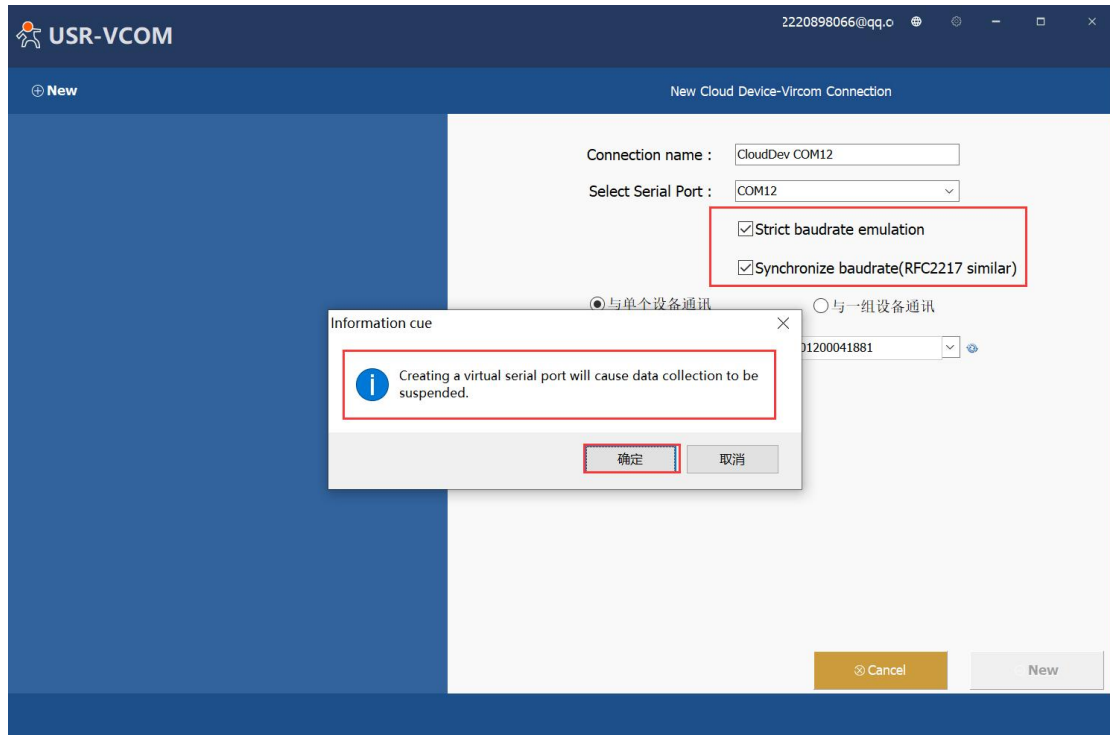 USR-VCOM
2220898066@qq.c
New
New Cloud Device-Vircom Connection
Connection name :
CloudDev COM12
Select Serial Port :
COM12
Strict baudrate emulation
Synchronize baudrate(RFC2217 similar)
与单个设备通讯
与一组设备通讯
01200041881
Information cue
Creating a virtual serial port will cause data collection to be
suspended.
确定
取消
Cancel
New